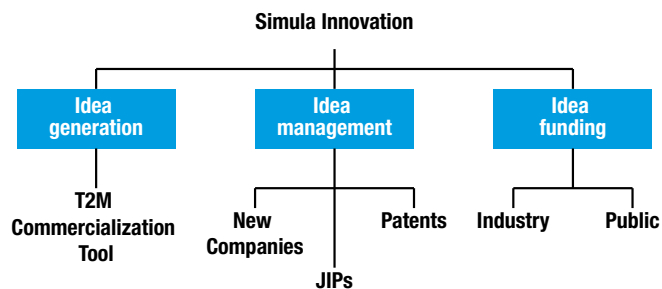 Simula Innovation
Idea
generation
Idea
management
Idea
funding
T2M
Commercialization
Tool
New
Companies
JIPs
Patents
Industry
Public